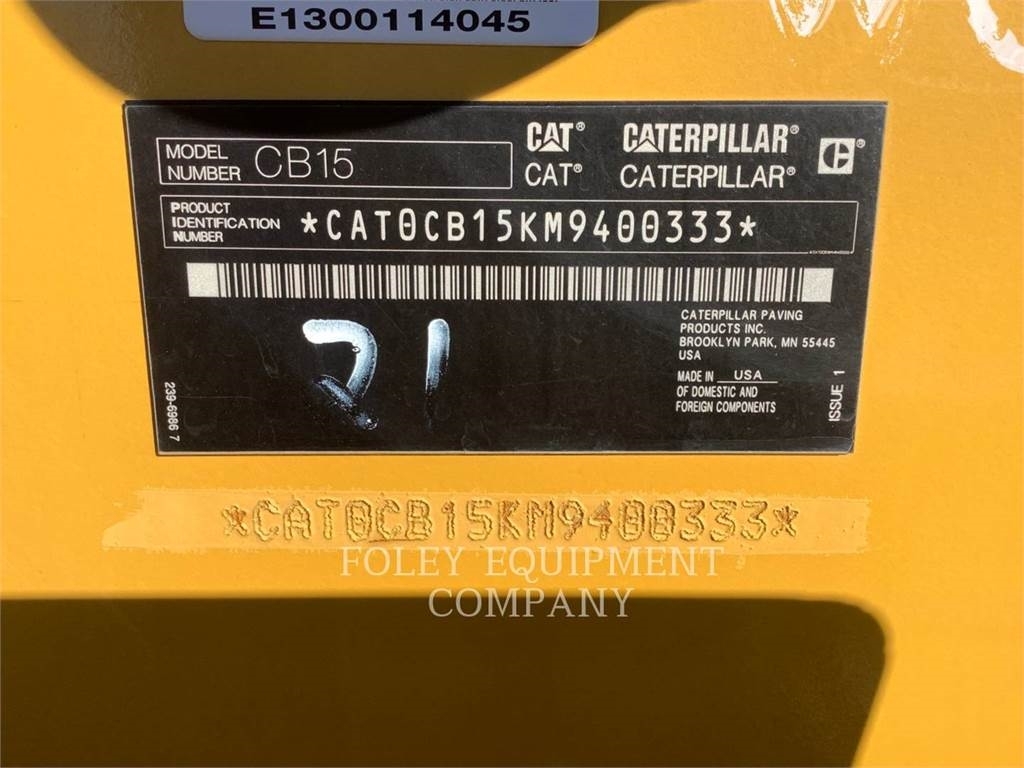 E1300114045
MODEL
NUMBER CB15
CAT® CATERPILLAR®
CAT® CATERPILLAR®
PRODUCT
IDENTIFICATION
NUMBER
*CAT0CB15KM9400333*
CATERPILLAR PAVING
PRODUCTS INC.
BROOKLYN PARK, MN 55445
USA
MADE IN USA
OF DOMESTIC AND
FOREIGN COMPONENTS
ISSUE 1
239-6986 7
*CAT0CB15KM9400333*
FOLEY EQUIPMENT
COMPANY